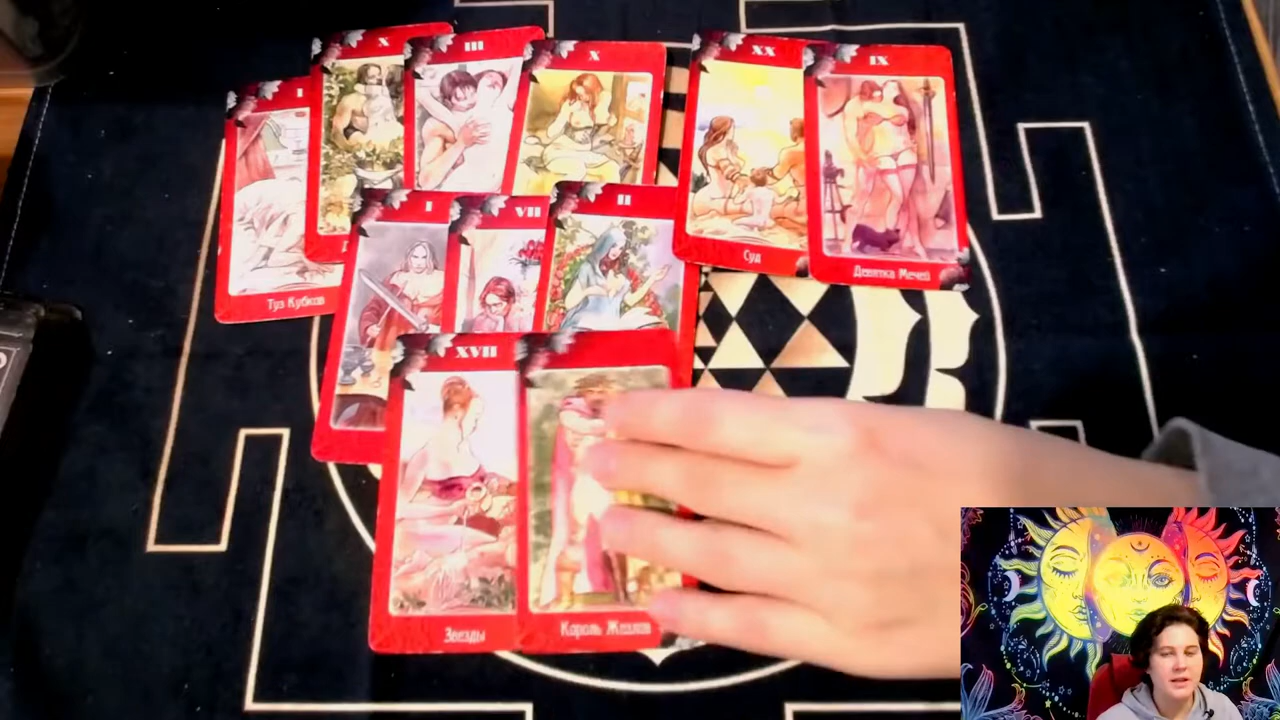 I
X
III
X
XX
IX
Туз Кубков
I
VII
II
Суд
Девятка Мечей
XVII
Звезды
Король Жезлов